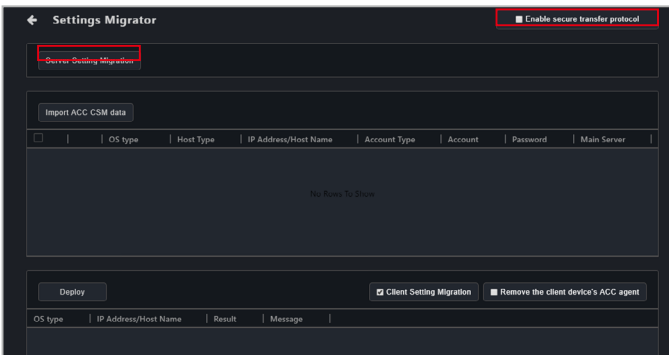 Settings Migrator
Enable secure transfer protocol
Server Setting Migration
Import ACC CSM data
OS type | Host Type | IP Address/Host Name | Account Type | Account | Password | Main Server
No Rows To Show
Deploy
Client Setting Migration
Remove the client device's ACC agent
OS type | IP Address/Host Name | Result | Message